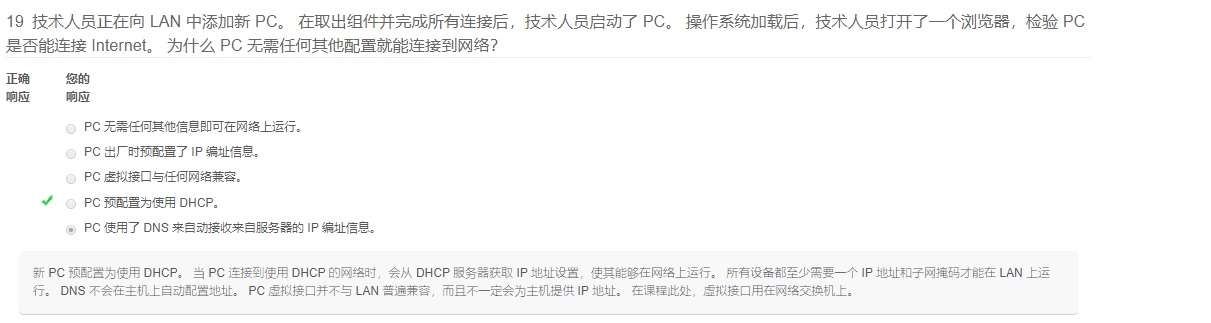 19 技术人员正在向 LAN 中添加新 PC。 在取出组件并完成所有连接后，技术人员启动了 PC。 操作系统加载后，技术人员打开了一个浏览器，检验 PC
是否能连接 Internet。 为什么 PC 无需任何其他配置就能连接到网络？
正确 您的
响应 响应
PC 无需任何其他信息即可在网络上运行。
PC 出厂时预配置了 IP 编址信息。
PC 虚拟接口与任何网络兼容。
PC 预配置为使用 DHCP。
PC 使用了 DNS 来自动接收来自服务器的 IP 编址信息。
新 PC 预配置为使用 DHCP。 当 PC 连接到使用 DHCP 的网络时，会从 DHCP 服务器获取 IP 地址设置，使其能够在网络上运行。 所有设备都至少需要一个 IP 地址和子网掩码才能在 LAN 上运
行。 DNS 不会在主机上自动配置地址。 PC 虚拟接口并不与 LAN 普遍兼容，而且不一定会为主机提供 IP 地址。 在课程此处，虚拟接口用在网络交换机上。